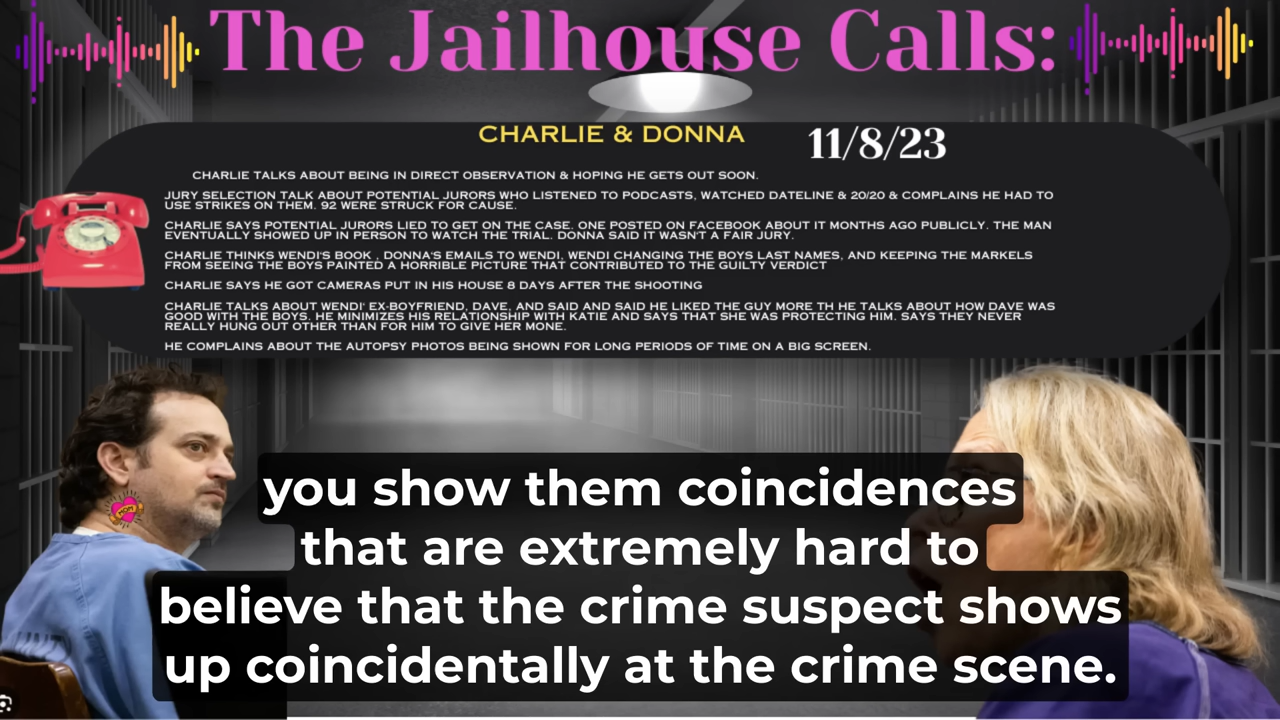 The Jailhouse Calls:
CHARLIE & DONNA
11/8/23
CHARLIE TALKS ABOUT BEING IN DIRECT OBSERVATION & HOPING HE GETS OUT SOON.
JURY SELECTION TALK ABOUT POTENTIAL JURORS WHO LISTENED TO PODCASTS, WATCHED DATELINE & 20/20 & COMPLAINS HE HAD TO
USE STRIKES ON THEM. 92 WERE STRUCK FOR CAUSE.
CHARLIE SAYS POTENTIAL JURORS LIED TO GET ON THE CASE. ONE POSTED ON FACEBOOK ABOUT IT MONTHS AGO PUBLICLY. THE MAN
EVENTUALLY SHOWED UP IN PERSON TO WATCH THE TRIAL. DONNA SAID IT WASN'T A FAIR JURY.
CHARLIE THINKS WENDI'S BOOK , DONNA'S EMAILS TO WENDI, WENDI CHANGING THE BOYS LAST NAMES, AND KEEPING THE MARKELS
FROM SEEING THE BOYS PAINTED A HORRIBLE PICTURE THAT CONTRIBUTED TO THE GUILTY VERDICT
CHARLIE SAYS HE GOT CAMERAS PUT IN HIS HOUSE 8 DAYS AFTER THE SHOOTING
CHARLIE TALKS ABOUT WENDI' EX-BOYFRIEND, DAVE, AND SAID AND SAID HE LIKED THE GUY MORE TH HE TALKS ABOUT HOW DAVE WAS
GOOD WITH THE BOYS. HE MINIMIZES HIS RELATIONSHIP WITH KATIE AND SAYS THAT SHE WAS PROTECTING HIM. SAYS THEY NEVER
REALLY HUNG OUT OTHER THAN FOR HIM TO GIVE HER MONE.
HE COMPLAINS ABOUT THE AUTOPSY PHOTOS BEING SHOWN FOR LONG PERIODS OF TIME ON A BIG SCREEN.
MOM
you show them coincidences
that are extremely hard to
believe that the crime suspect shows
up coincidentally at the crime scene.